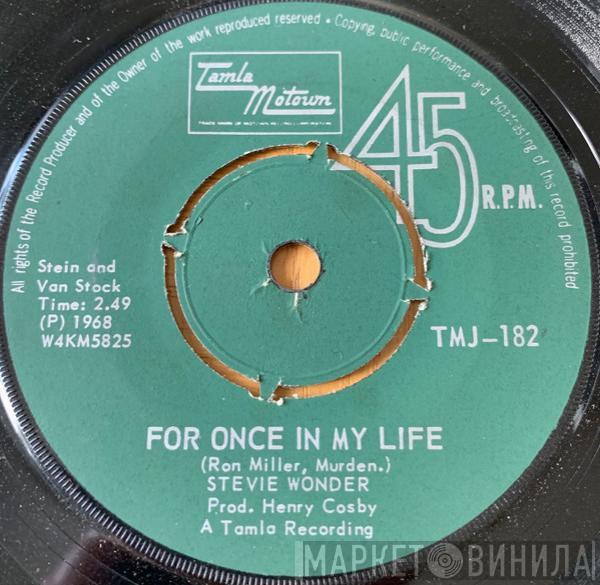 All rights of the Record Producer and of the Owner of the work reproduced reserved • Copying, public performance and broadcasting of this record prohibited
Tamla
Motown
45
R.P.M.
Stein and
Van Stock
Time: 2.49
(P) 1968
W4KM5825
TMJ-182
FOR ONCE IN MY LIFE
(Ron Miller, Murden.)
STEVIE WONDER
Prod. Henry Cosby
A Tamla Recording
МАРКЕТ ВИНИЛА